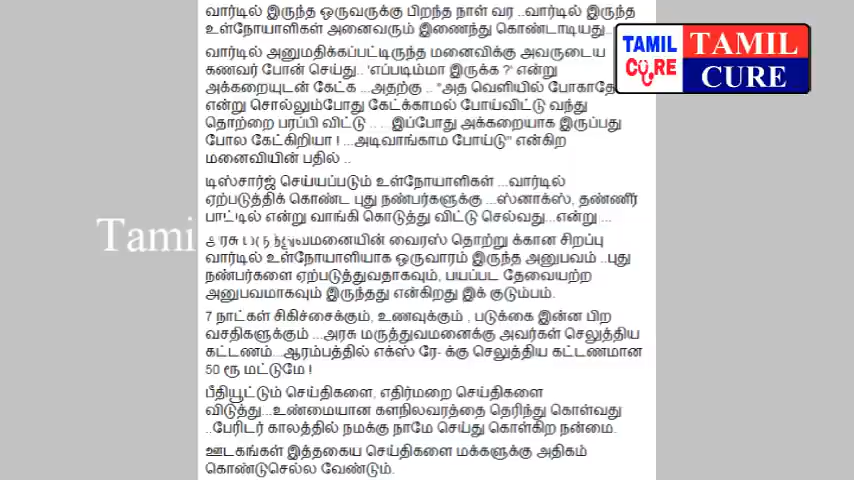 வார்டில் இருந்த ஒருவருக்கு பிறந்த நாள் வர ..வார்டில் இருந்த
உள்நோயாளிகள் அனைவரும் இணைந்து கொண்டாடியது..
வார்டில் அனுமதிக்கப்பட்டிருந்த மனைவிக்கு அவருடைய
கணவர் போன் செய்து.. 'எப்படிம்மா இருக்க ?' என்று
அக்கறையுடன் கேட்க ...அதற்கு .. "அத வெளியில் போகாதே
என்று சொல்லும்போது கேட்க்காமல் போய்விட்டு வந்து
தொற்றை பரப்பி விட்டு .. ...இப்போது அக்கறையாக இருப்பது
போல கேட்கிறியா ! ...அடிவாங்காம போய்டு" என்கிற
மனைவியின் பதில் ..
டிஸ்சார்ஜ் செய்யப்படும் உள்நோயாளிகள் ...வார்டில்
ஏற்படுத்திக் கொண்ட புது நண்பர்களுக்கு ...ஸ்னாக்ஸ், தண்ணீர்
பாட்டில் என்று வாங்கி கொடுத்து விட்டு செல்வது...என்று ...
அரசு மருத்துவமனையின் வைரஸ் தொற்று க்கான சிறப்பு
வார்டில் உள்நோயாளியாக ஒருவாரம் இருந்த அனுபவம் ..புது
நண்பர்களை ஏற்படுத்துவதாகவும், பயப்பட தேவையற்ற
அனுபவமாகவும் இருந்தது என்கிறது இக் குடும்பம்.
7 நாட்கள் சிகிச்சைக்கும், உணவுக்கும் , படுக்கை இன்ன பிற
வசதிகளுக்கும் ...அரசு மருத்துவமனைக்கு அவர்கள் செலுத்திய
கட்டணம்...ஆரம்பத்தில் எக்ஸ் ரே- க்கு செலுத்திய கட்டணமான
50 ரூ மட்டுமே !
பீதியூட்டும் செய்திகளை, எதிர்மறை செய்திகளை
விடுத்து...உண்மையான களநிலவரத்தை தெரிந்து கொள்வது
..பேரிடர் காலத்தில் நமக்கு நாமே செய்து கொள்கிற நன்மை.
ஊடகங்கள் இத்தகைய செய்திகளை மக்களுக்கு அதிகம்
கொண்டுசெல்ல வேண்டும்.
TAMIL
CURE
TAMIL
CURE
Tami